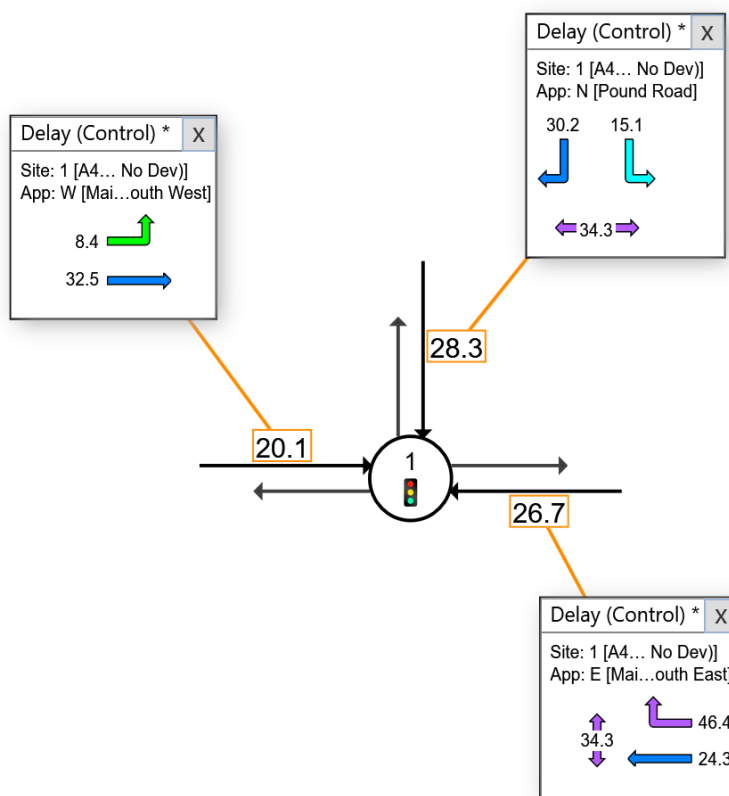 Delay (Control) * X
Site: 1 [A4... No Dev)]
App: N [Pound Road]
30.2 15.1
34.3
Delay (Control) * X
Site: 1 [A4... No Dev)]
App: W [Mai...outh West]
8.4
32.5
28.3
20.1
1
26.7
Delay (Control) * X
Site: 1 [A4... No Dev)]
App: E [Mai...outh East]
46.4
34.3
24.3